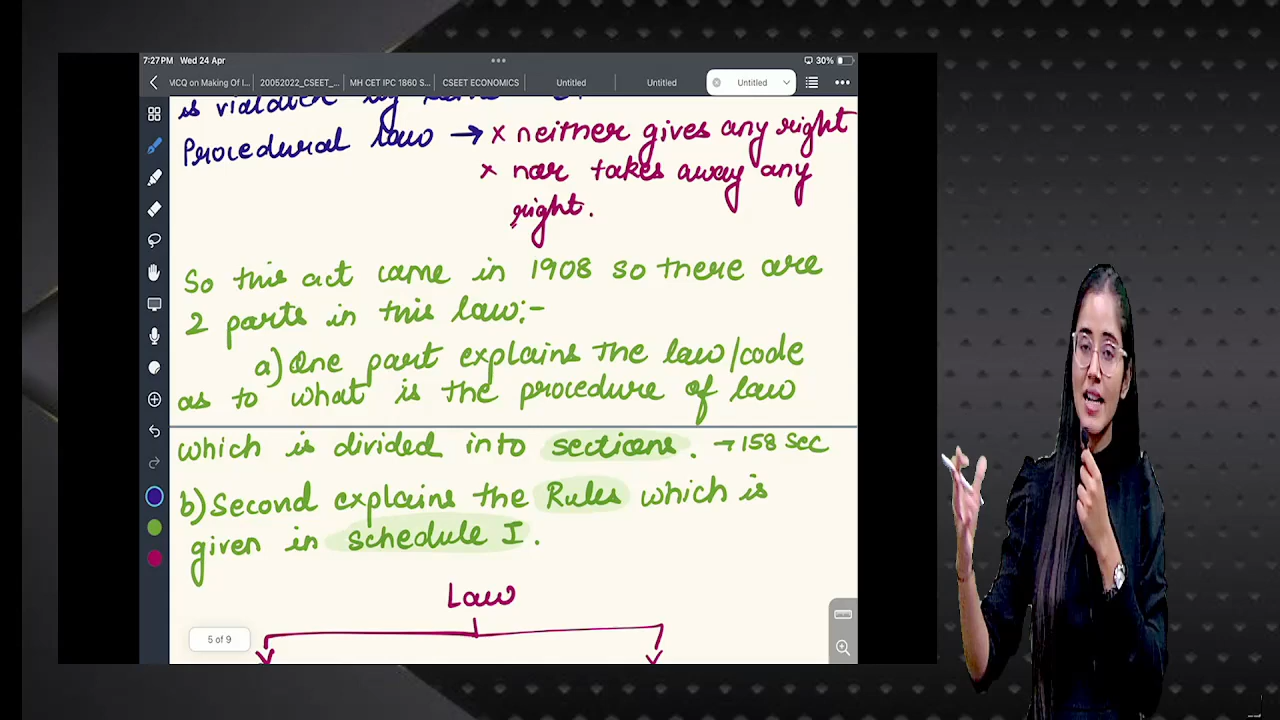 7:27PM Wed 24 Apr
30%
MCQ on Making Of I... 20052022_CSEET_... MH CET IPC 1860 S... CSEET ECONOMICS Untitled Untitled Untitled
is violated by
Procedural law → x neither gives any right
x nor takes away any
right.
So this act came in 1908 so there are
2 parts in this law:-
a) One part explains the law/code
as to what is the procedure of law
which is divided into sections. → 158 Sec
b) Second explains the Rules which is
given in schedule I.
Law
5 of 9